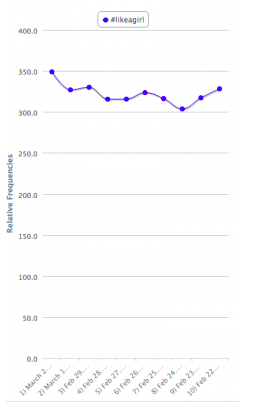 #likeagirl
400.0
350.0
300.0
250.0
200.0
150.0
100.0
50.0
0.0
Relative Frequencies
1) March 2...
2) March 1...
3) Feb 29...
4) Feb 28...
5) Feb 27...
6) Feb 26...
7) Feb 25...
8) Feb 24...
9) Feb 23...
10) Feb 22...